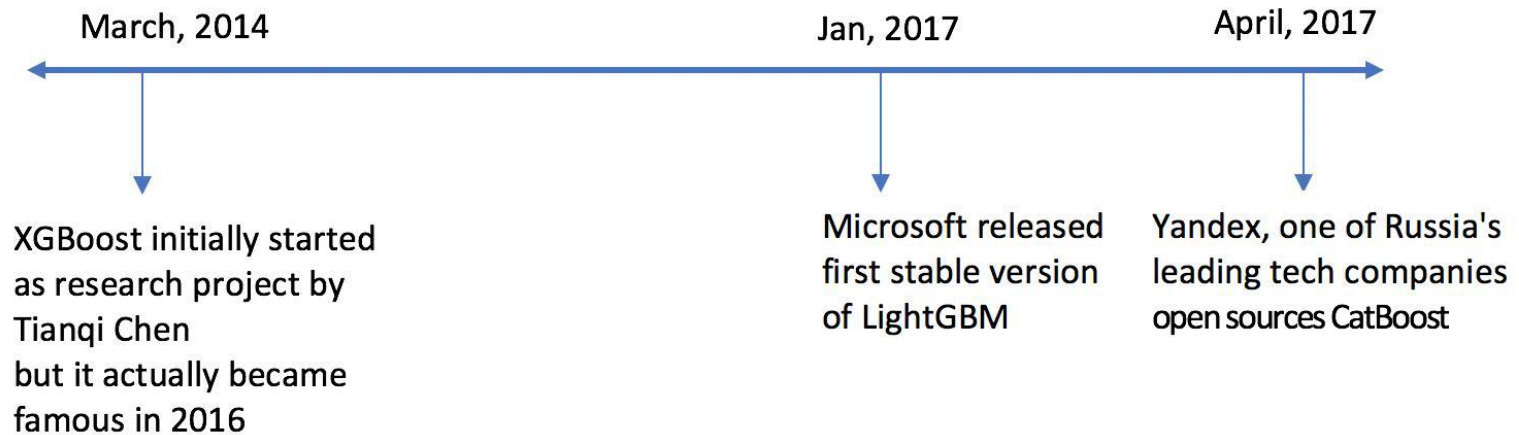 March, 2014
Jan, 2017
April, 2017
XGBoost initially started
as research project by
Tianqi Chen
but it actually became
famous in 2016
Microsoft released
first stable version
of LightGBM
Yandex, one of Russia's
leading tech companies
open sources CatBoost